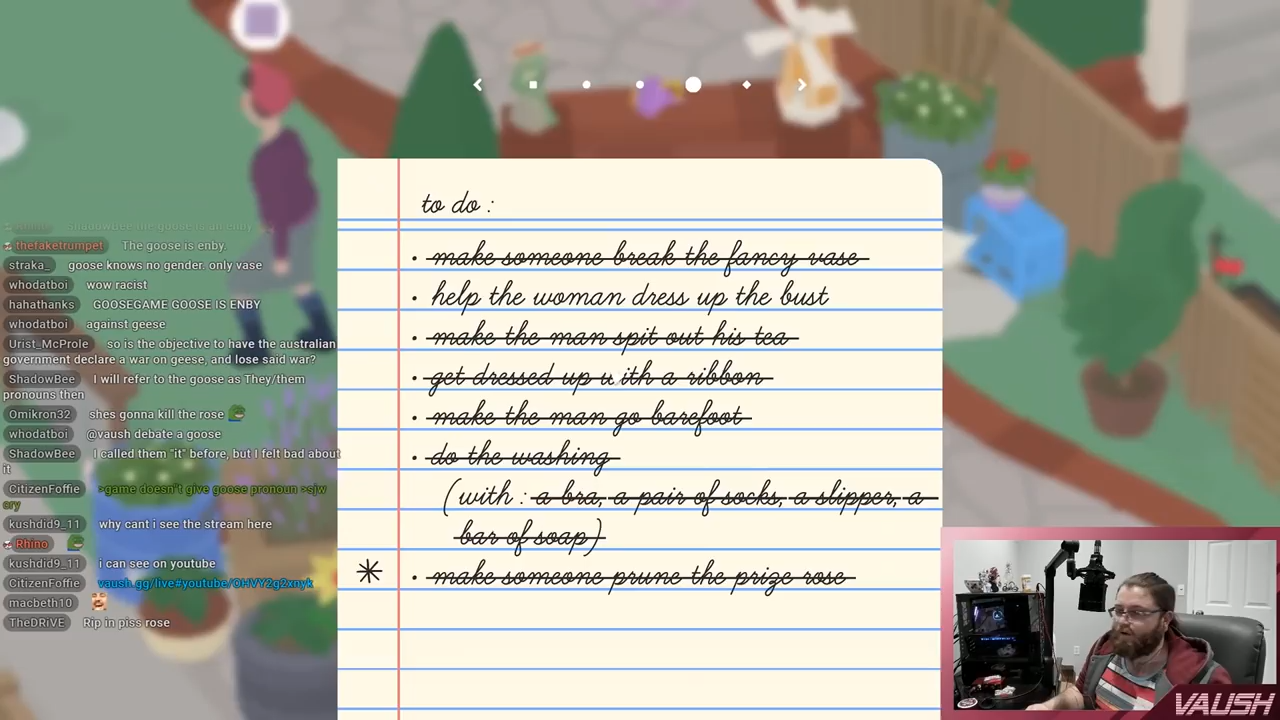 ShadowBee the goose is an enby
thefaketrumpet The goose is enby.
straka_ goose knows no gender. only vase
whodatboi wow racist
hahathanks GOOSEGAME GOOSE IS ENBY
whodatboi against geese
Urist_McProle so is the objective to have the australian
government declare a war on geese, and lose said war?
ShadowBee I will refer to the goose as They/them
pronouns then
Omikron32 shes gonna kill the rose
whodatboi @vaush debate a goose
ShadowBee I called them "it" before, but I felt bad about
it
CitizenFoffie >game doesn't give goose pronoun >sjw
cry
kushdid9_11 why cant i see the stream here
Rhino
kushdid9_11 i can see on youtube
CitizenFoffie vaush.gg/live#youtube/OHVY2g2xnyk
macbeth10
TheDRiVE Rip in piss rose
to do :
• make someone break the fancy vase
• help the woman dress up the bust
• make the man spit out his tea
• get dressed up with a ribbon
• make the man go barefoot
• do the washing
(with : a bra, a pair of socks, a slipper, a
bar of soap)
• make someone prune the prize rose
VAUSH